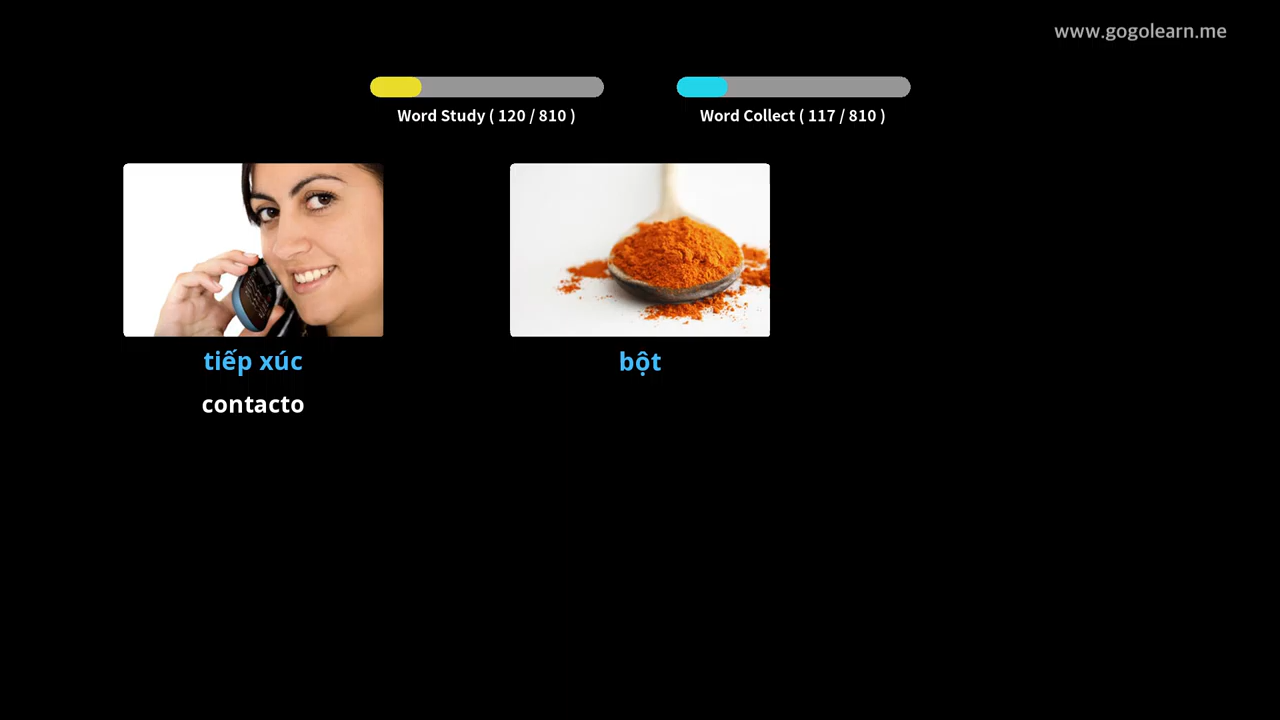 www.gogolearn.me
Word Study ( 120 / 810 )
Word Collect ( 117 / 810 )
tiếp xúc
contacto
bột